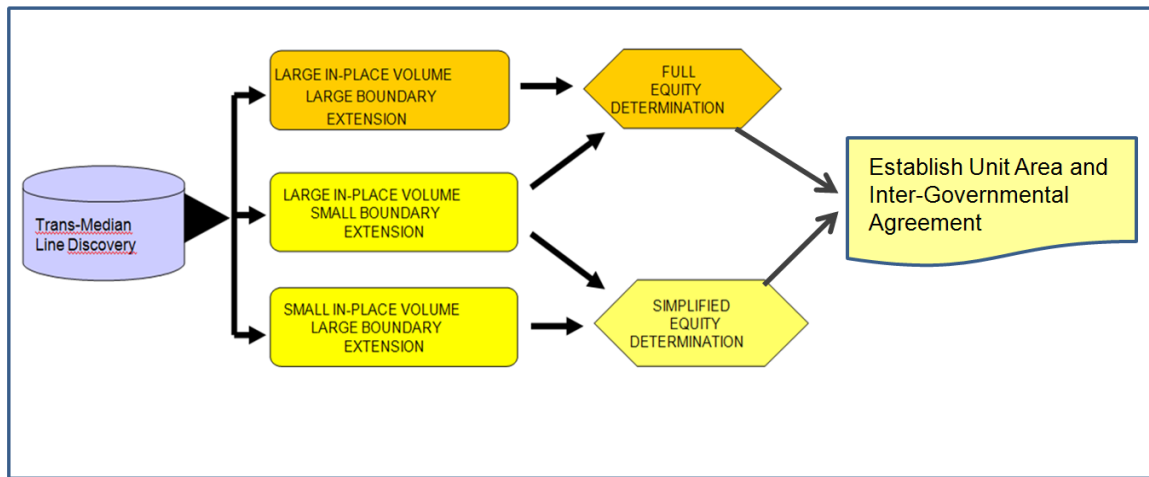 Trans-Median
Line Discovery
LARGE IN-PLACE VOLUME
LARGE BOUNDARY
EXTENSION
LARGE IN-PLACE VOLUME
SMALL BOUNDARY
EXTENSION
SMALL IN-PLACE VOLUME
LARGE BOUNDARY
EXTENSION
FULL
EQUITY
DETERMINATION
SIMPLIFIED
EQUITY
DETERMINATION
Establish Unit Area and
Inter-Governmental
Agreement